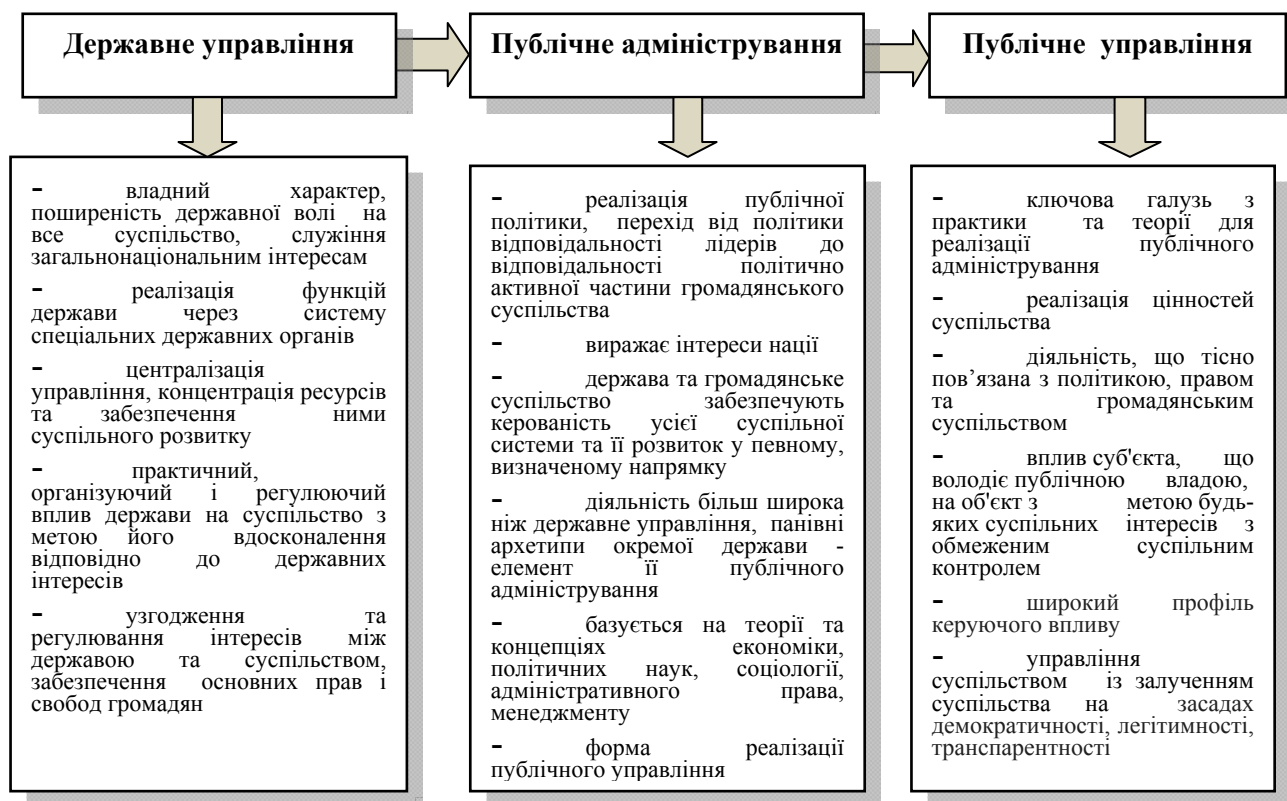 Державне управління
Публічне адміністрування
Публічне управління
- владний характер,
поширеність державної волі на
все суспільство, служіння
загальнонаціональним інтересам
- реалізація функцій
держави через систему
спеціальних державних органів
- централізація
управління, концентрація ресурсів
та забезпечення ними
суспільного розвитку
- практичний,
організуючий і регулюючий
вплив держави на суспільство з
метою його вдосконалення
відповідно до державних
інтересів
- узгодження та
регулювання інтересів між
державою та суспільством,
забезпечення основних прав і
свобод громадян
- реалізація публічної
політики, перехід від політики
відповідальності лідерів до
відповідальності політично
активної частини громадянського
суспільства
- виражає інтереси нації
- держава та громадянське
суспільство забезпечують
керованість усієї суспільної
системи та її розвиток у певному,
визначеному напрямку
- діяльність більш широка
ніж державне управління, панівні
архетипи окремої держави -
елемент її публічного
адміністрування
- базується на теорії та
концепціях економіки,
політичних наук, соціології,
адміністративного права,
менеджменту
- форма реалізації
публічного управління
- ключова галузь з
практики та теорії для
реалізації публічного
адміністрування
- реалізація цінностей
суспільства
- діяльність, що тісно
пов’язана з політикою, правом
та громадянським
суспільством
- вплив суб'єкта, що
володіє публічною владою,
на об'єкт з метою будь-
яких суспільних інтересів з
обмеженим суспільним
контролем
- широкий профіль
керуючого впливу
- управління
суспільством із залученням
суспільства на засадах
демократичності, легітимності,
транспарентності